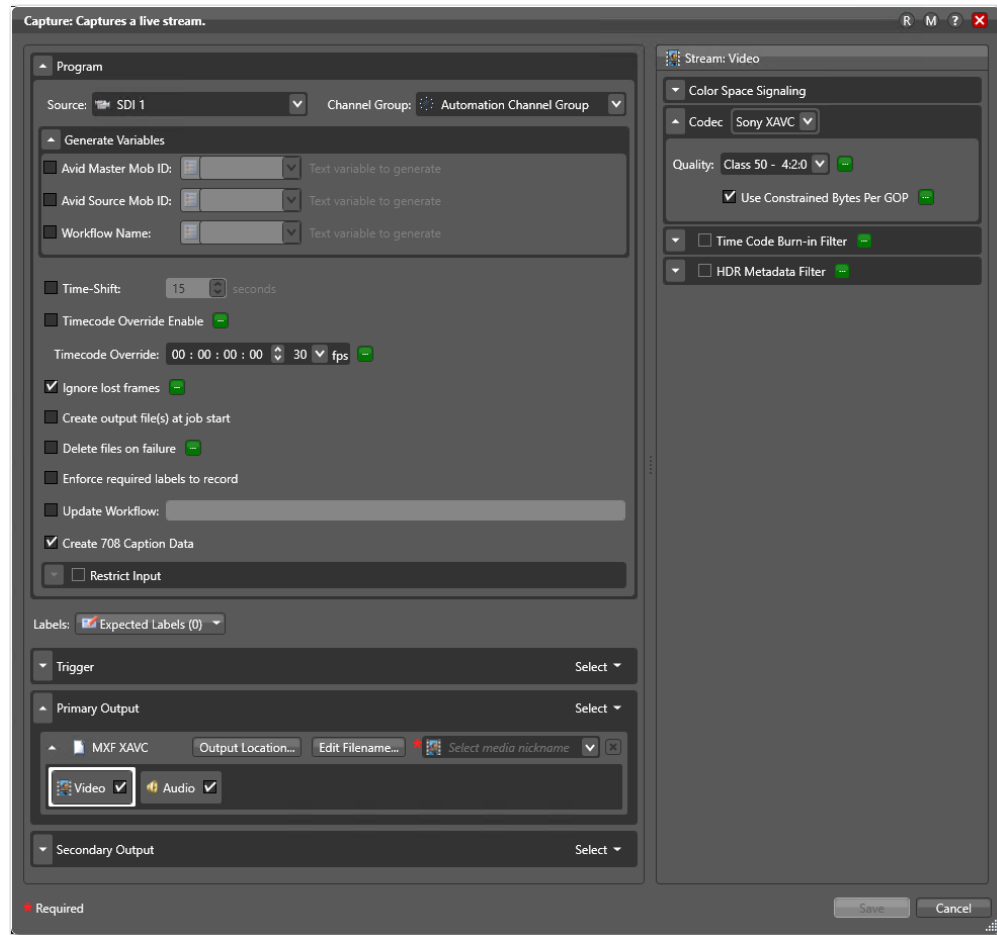 Capture: Captures a live stream.
R M ?
Program
Source: SDI 1 Channel Group: Automation Channel Group
Generate Variables
Avid Master Mob ID: Text variable to generate
Avid Source Mob ID: Text variable to generate
Workflow Name: Text variable to generate
Time-Shift: 15 seconds
Timecode Override Enable
Timecode Override: 00 : 00 : 00 : 00 30 fps
Ignore lost frames
Create output file(s) at job start
Delete files on failure
Enforce required labels to record
Update Workflow:
Create 708 Caption Data
Restrict Input
Labels: Expected Labels (0)
Trigger Select
Primary Output Select
MXF XAVC Output Location... Edit Filename... * Select media nickname
Video Audio
Secondary Output Select
Stream: Video
Color Space Signaling
Codec Sony XAVC
Quality: Class 50 - 4:2:0
Use Constrained Bytes Per GOP
Time Code Burn-in Filter
HDR Metadata Filter
* Required
Save Cancel